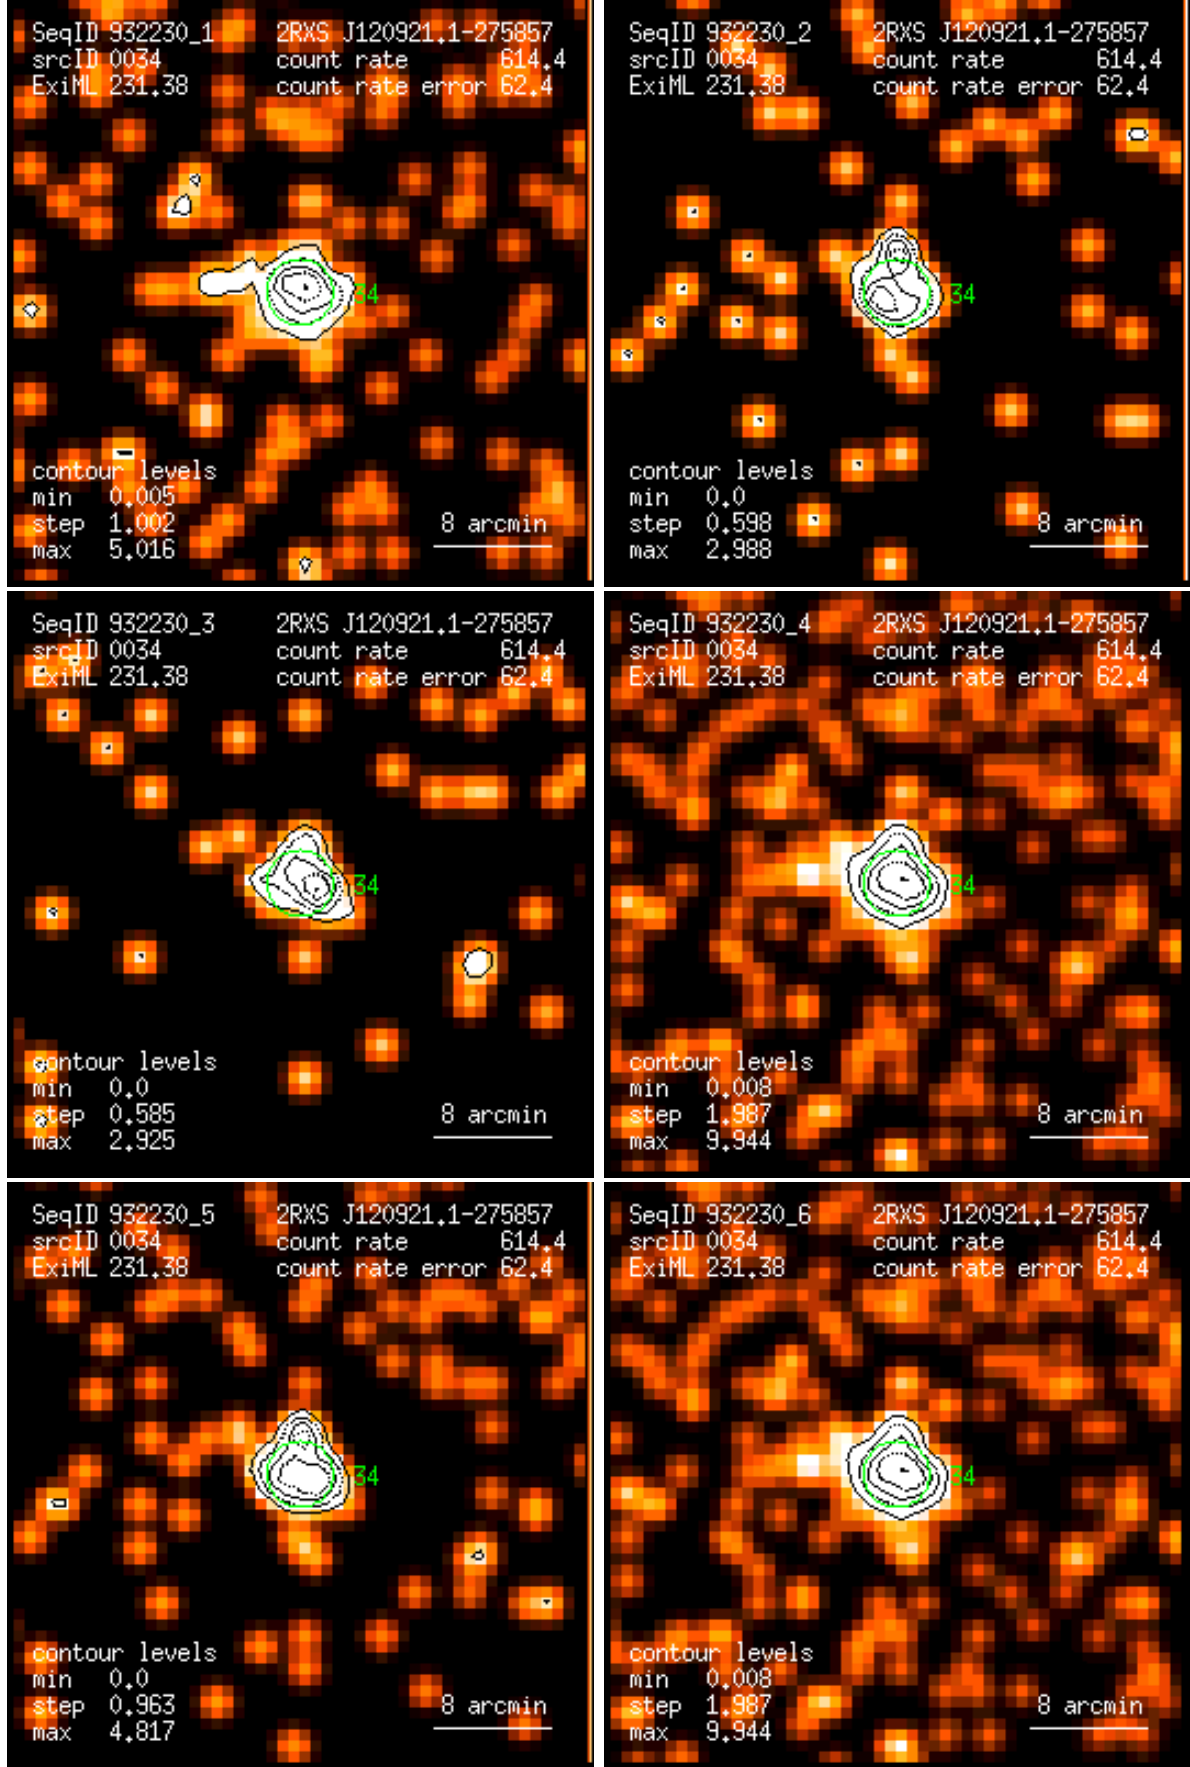 SeqID 932230_1 2RXS J120921.1-275857
srcID 0034 count rate 614.4
ExiML 231.38 count rate error 62.4
34
contour levels
min 0.005
step 1.002 8 arcmin
max 5.016
SeqID 932230_2 2RXS J120921.1-275857
srcID 0034 count rate 614.4
ExiML 231.38 count rate error 62.4
34
contour levels
min 0.0
step 0.598 8 arcmin
max 2.988
SeqID 932230_3 2RXS J120921.1-275857
srcID 0034 count rate 614.4
ExiML 231.38 count rate error 62.4
34
contour levels
min 0.0
step 0.585 8 arcmin
max 2.925
SeqID 932230_4 2RXS J120921.1-275857
srcID 0034 count rate 614.4
ExiML 231.38 count rate error 62.4
34
contour levels
min 0.008
step 1.987 8 arcmin
max 9.944
SeqID 932230_5 2RXS J120921.1-275857
srcID 0034 count rate 614.4
ExiML 231.38 count rate error 62.4
34
contour levels
min 0.0
step 0.963 8 arcmin
max 4.817
SeqID 932230_6 2RXS J120921.1-275857
srcID 0034 count rate 614.4
ExiML 231.38 count rate error 62.4
34
contour levels
min 0.008
step 1.987 8 arcmin
max 9.944